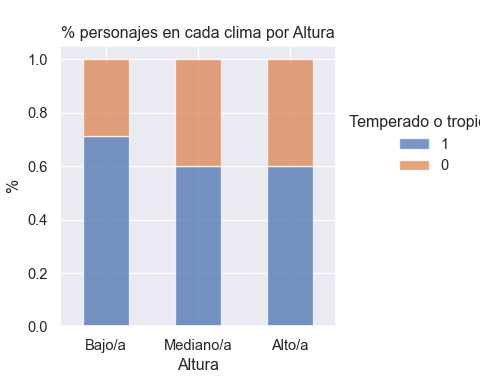 % personajes en cada clima por Altura
1.0
0.8
0.6
0.4
0.2
0.0
%
Bajo/a Mediano/a Alto/a
Altura
Temperado o tropic
1
0